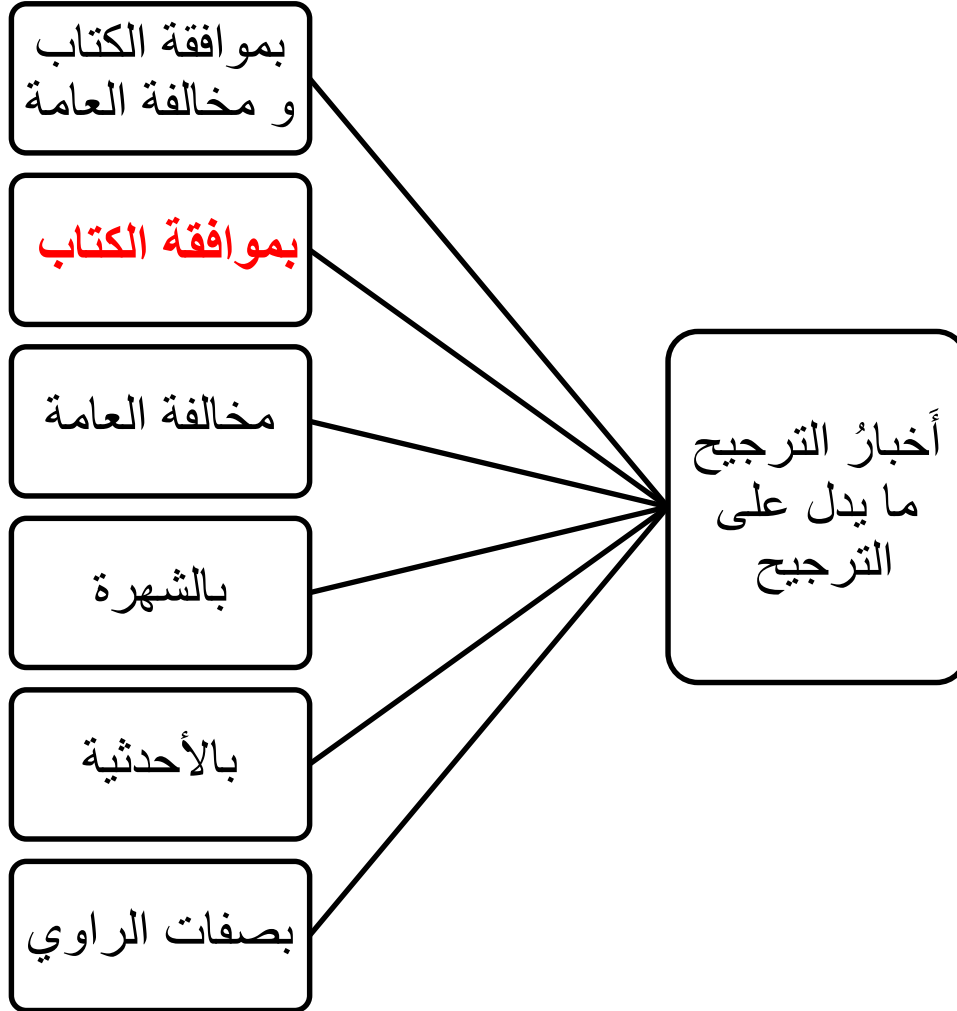 أَخبارُ الترجيح
ما يدل على
الترجيح
بموافقة الكتاب
و مخالفة العامة
بموافقة الكتاب
مخالفة العامة
بالشهرة
بالأحدثية
بصفات الراوي